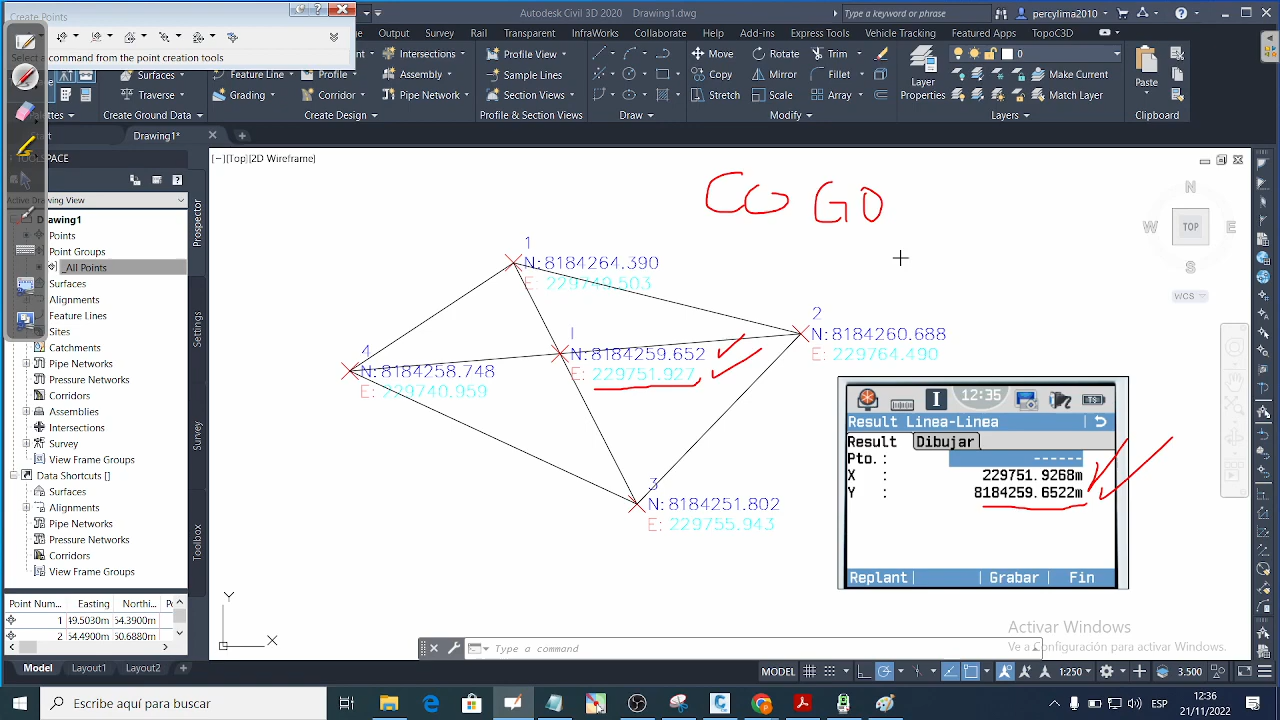 Create Points
Select a command from the point creation tools
Autodesk Civil 3D 2020 Drawing1.dwg
Type a keyword or phrase
percylima2010
Output Survey Rail Transparent InfraWorks Collaborate View Manage Help Add-ins Express Tools Vehicle Tracking Featured Apps TopoC3D
Surfaces
Traverse
Create Ground Data
Feature Line
Grading
Intersections
Assembly
Corridor
Pipe Network
Create Design
Profile View
Sample Lines
Section Views
Profile & Section Views
Draw
Move
Rotate
Trim
Copy
Mirror
Fillet
Stretch
Scale
Array
Modify
Layer
Properties
0
Make Current
Match Layer
Layers
Paste
Clipboard
Drawing1*
Active Drawing View
Points
Point Groups
_All Points
Surfaces
Alignments
Feature Lines
Sites
Catchments
Pipe Networks
Pressure Networks
Corridors
Assemblies
Intersections
Survey
View Frame Groups
Data Shortcuts []
Surfaces
Alignments
Pipe Networks
Pressure Networks
Corridors
View Frame Groups
Prospector
Settings
Survey
Toolbox
Point Num...
Easting
Northi...
1
2
[−][Top][2D Wireframe]
CO GO
1
N:8184264.390
E: 229749.503
2
N:8184260.688
E: 229764.490
I
N:8184259.652
E: 229751.927
4
N:8184258.748
E: 229740.959
3
N:8184251.802
E: 229755.943
N
W TOP E
S
WCS
12:35
Result Linea-Linea
Result Dibujar
Pto. : ------
X : 229751.9268m
Y : 8184259.6522m
Replant Grabar Fin
Y
X
Type a command
Activar Windows
Ve a Configuración para activar Windows.
Model Layout1 Layout2
MODEL
1:250
3.500
Escribe aquí para buscar
ESP
12:36
21/11/2022